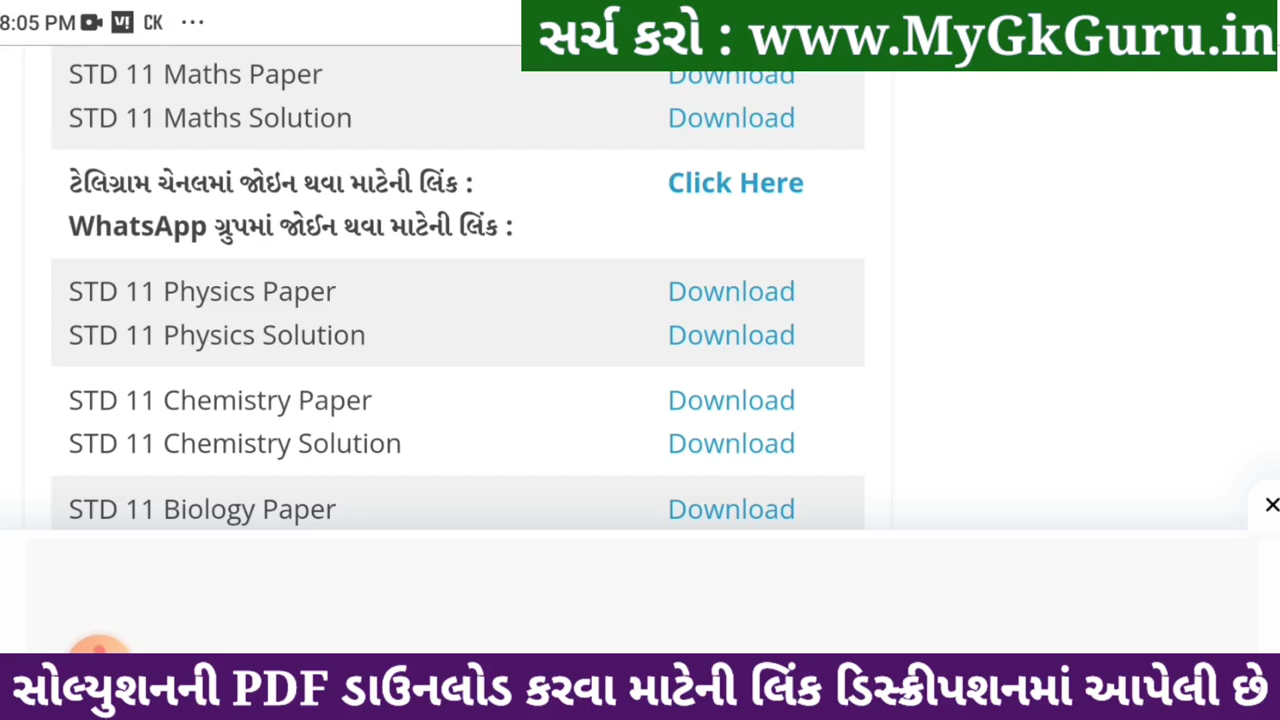 8:05 PM V! CK ...
સર્ચ કરો : www.MyGkGuru.in
STD 11 Maths Paper Download
STD 11 Maths Solution Download
ટેલિગ્રામ ચેનલમાં જોઇન થવા માટેની લિંક : Click Here
WhatsApp ગ્રુપમાં જોઈન થવા માટેની લિંક :
STD 11 Physics Paper Download
STD 11 Physics Solution Download
STD 11 Chemistry Paper Download
STD 11 Chemistry Solution Download
STD 11 Biology Paper Download
સોલ્યુશનની PDF ડાઉનલોડ કરવા માટેની લિંક ડિસ્ક્રીપશનમાં આપેલી છે